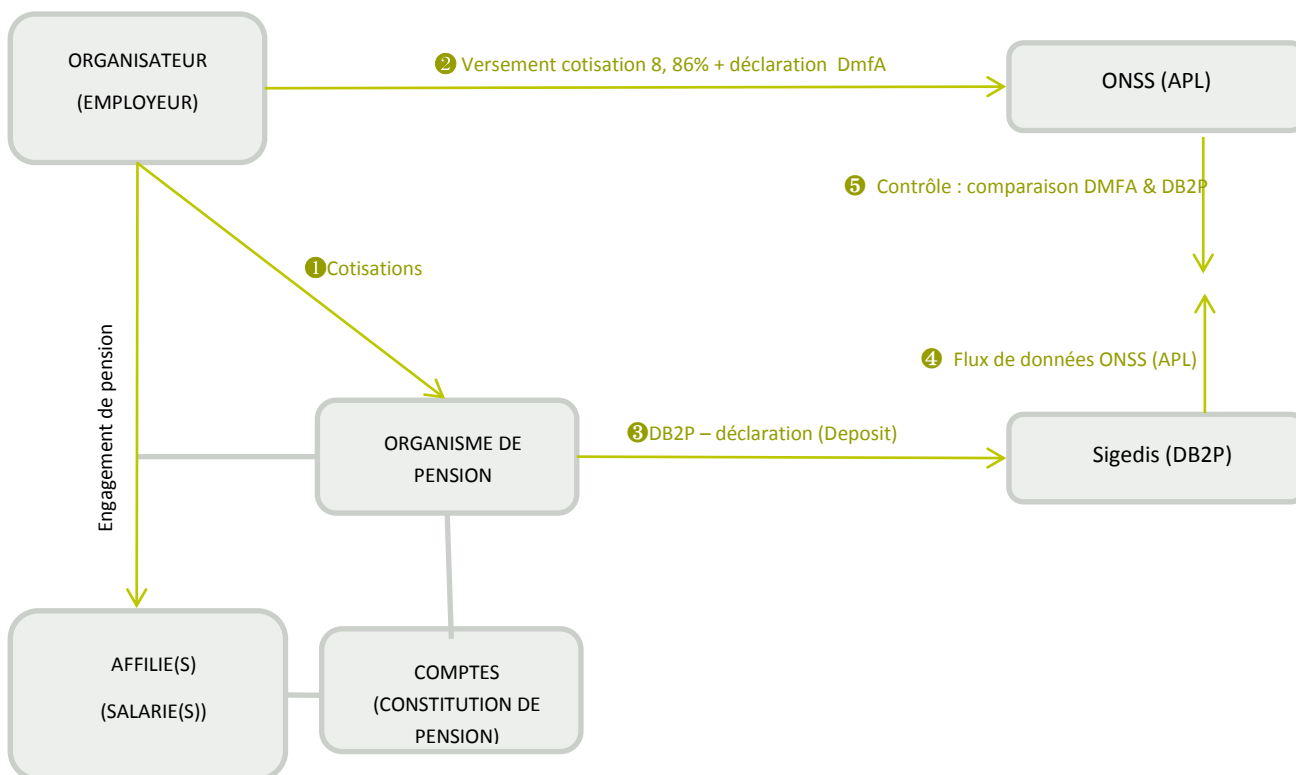 ORGANISATEUR
(EMPLOYEUR)
❷ Versement cotisation 8, 86% + déclaration DmfA
ONSS (APL)
❺ Contrôle : comparaison DMFA & DB2P
❶Cotisations
Engagement de pension
❹ Flux de données ONSS (APL)
ORGANISME DE
PENSION
❸DB2P – déclaration (Deposit)
Sigedis (DB2P)
AFFILIE(S)
(SALARIE(S))
COMPTES
(CONSTITUTION DE
PENSION)